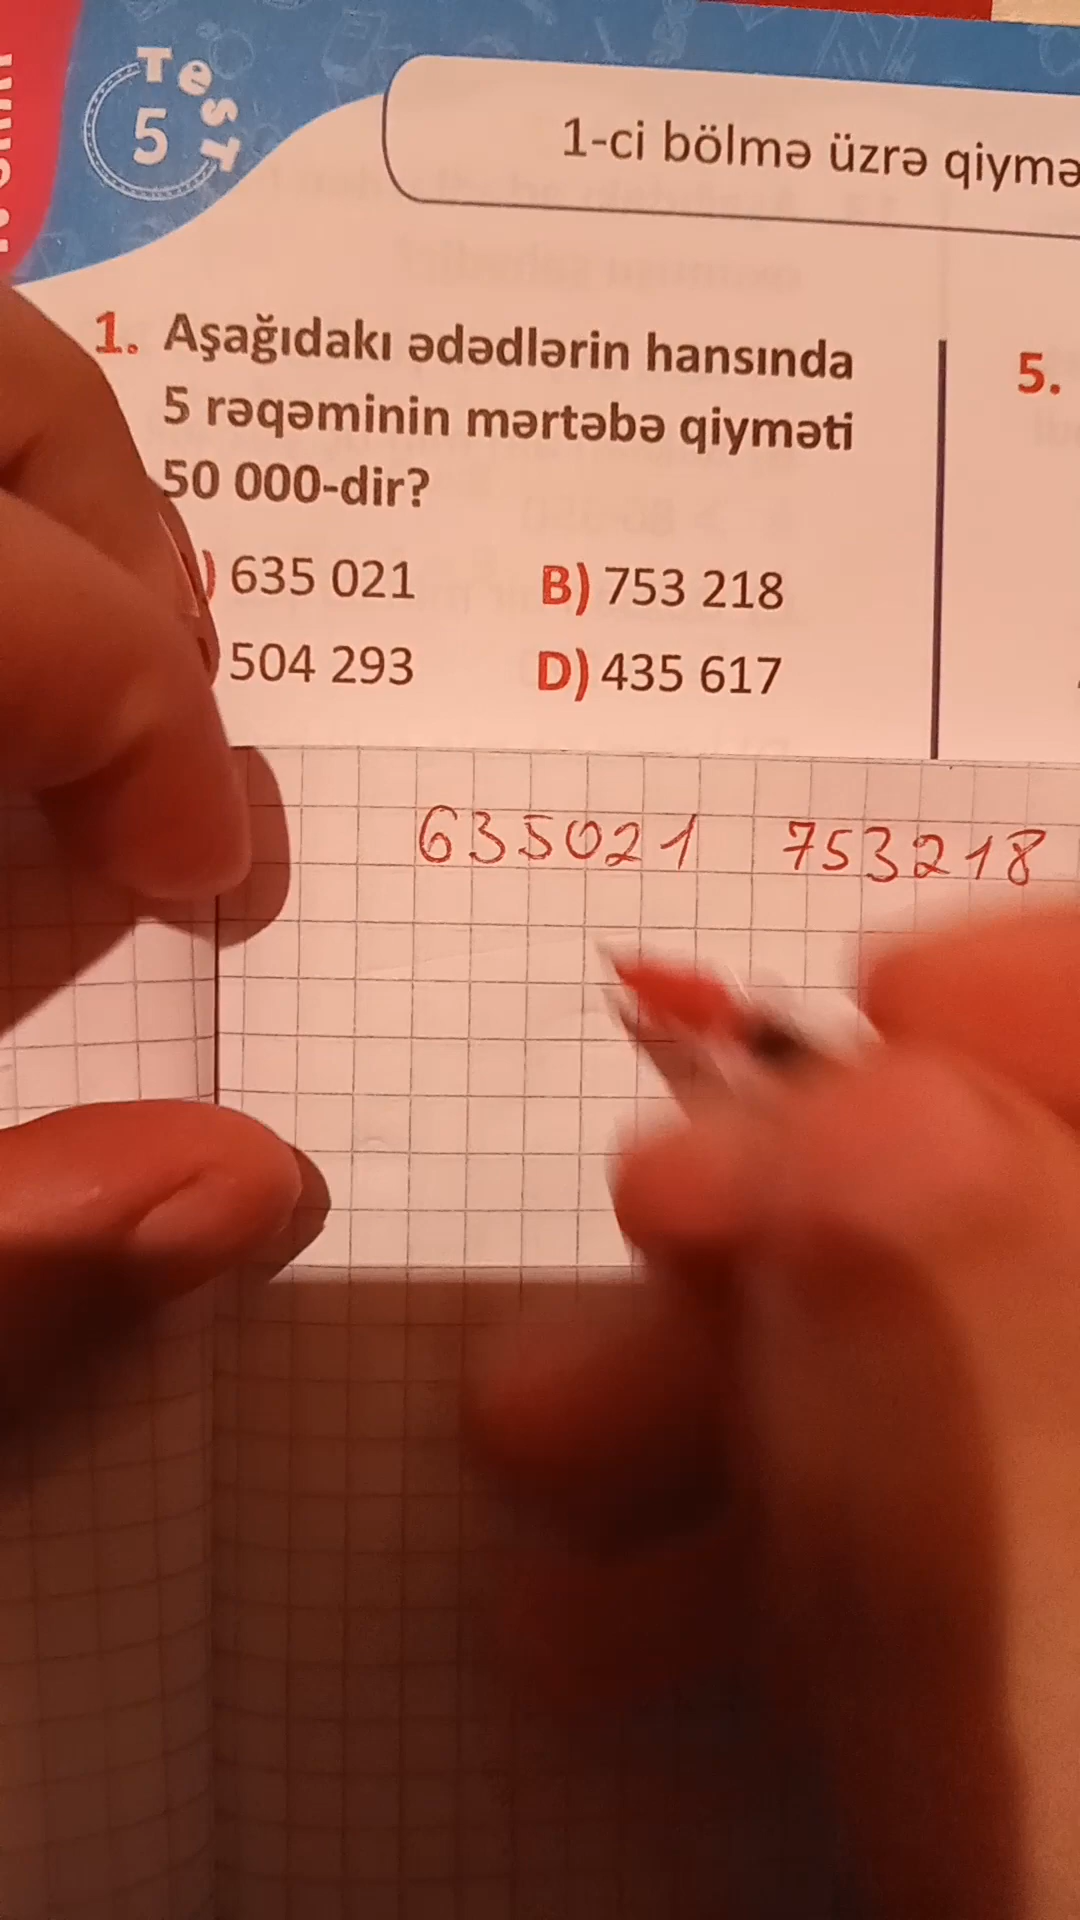 Test
5
1-ci bölmə üzrə
1. Aşağıdakı ədədlərin hansında
5 rəqəminin mərtəbə qiyməti
50 000-dir?
) 635 021 B) 753 218
504 293 D) 435 617
5.
635021 753218